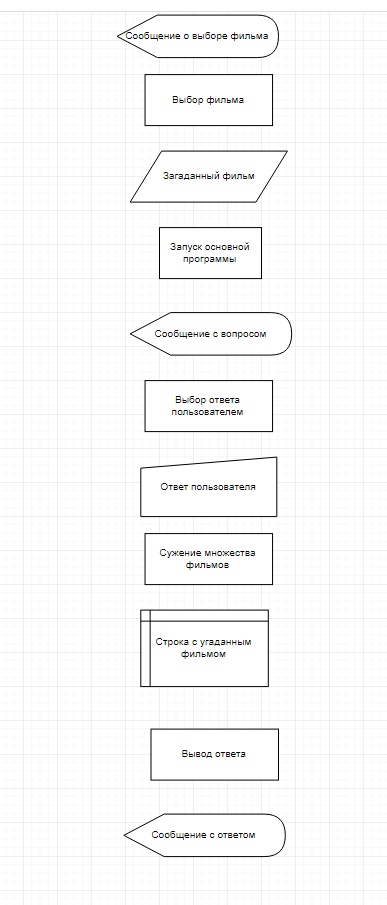 Сообщение о выборе фильма
Выбор фильма
Загаданный фильм
Запуск основной
программы
Сообщение с вопросом
Выбор ответа
пользователем
Ответ пользователя
Сужение множества
фильмов
Строка с угаданным
фильмом
Вывод ответа
Сообщение с ответом